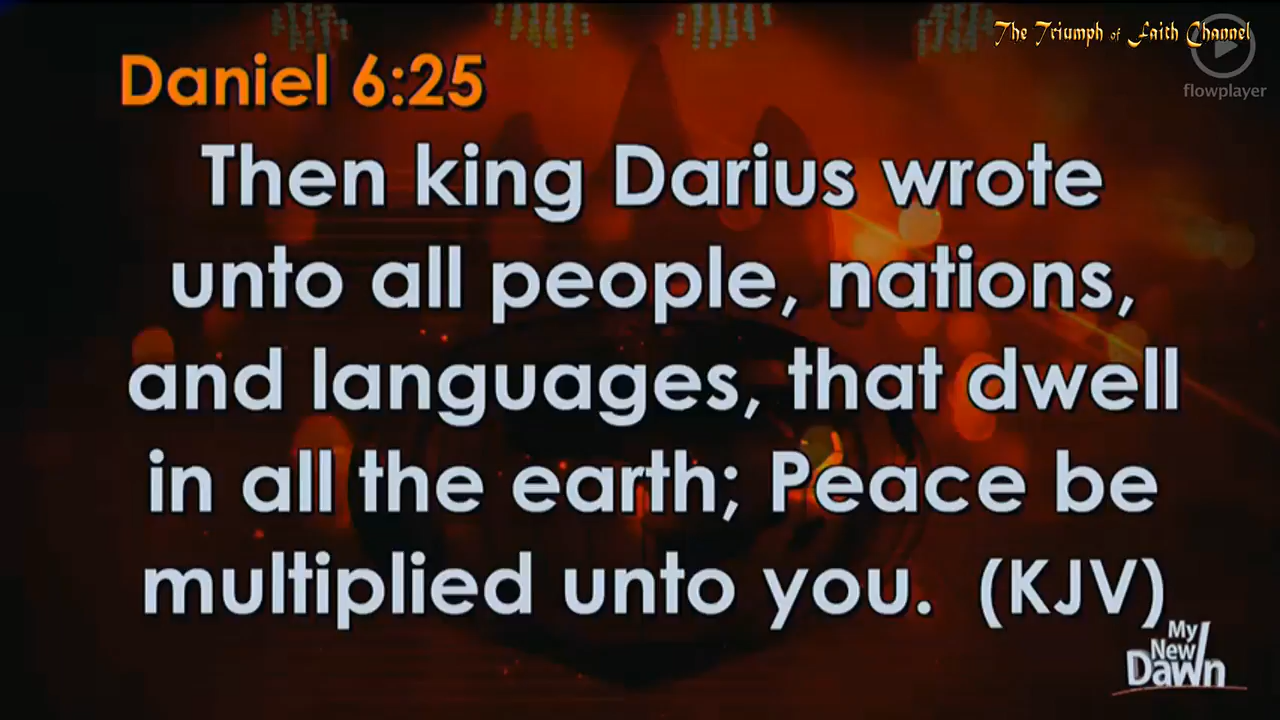 The Triumph of Faith Channel
flowplayer
Daniel 6:25
Then king Darius wrote
unto all people, nations,
and languages, that dwell
in all the earth; Peace be
multiplied unto you. (KJV)
My
New
Dawn